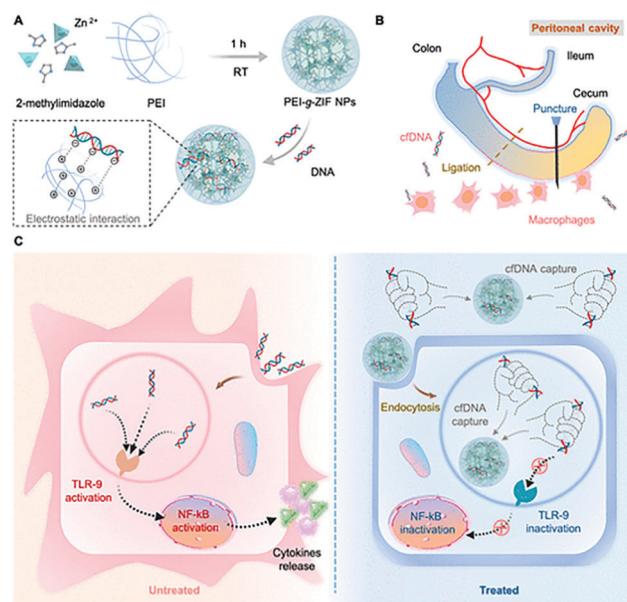 A
Zn2+
2-methylimidazole
PEI
1 h
RT
PEI-g-ZIF NPs
DNA
Electrostatic interaction
B
Peritoneal cavity
Colon
Ileum
Cecum
Puncture
cfDNA
Ligation
Macrophages
C
TLR-9
activation
NF-kB
activation
Cytokines
release
Untreated
cfDNA capture
Endocytosis
cfDNA
capture
NF-kB
inactivation
TLR-9
inactivation
Treated